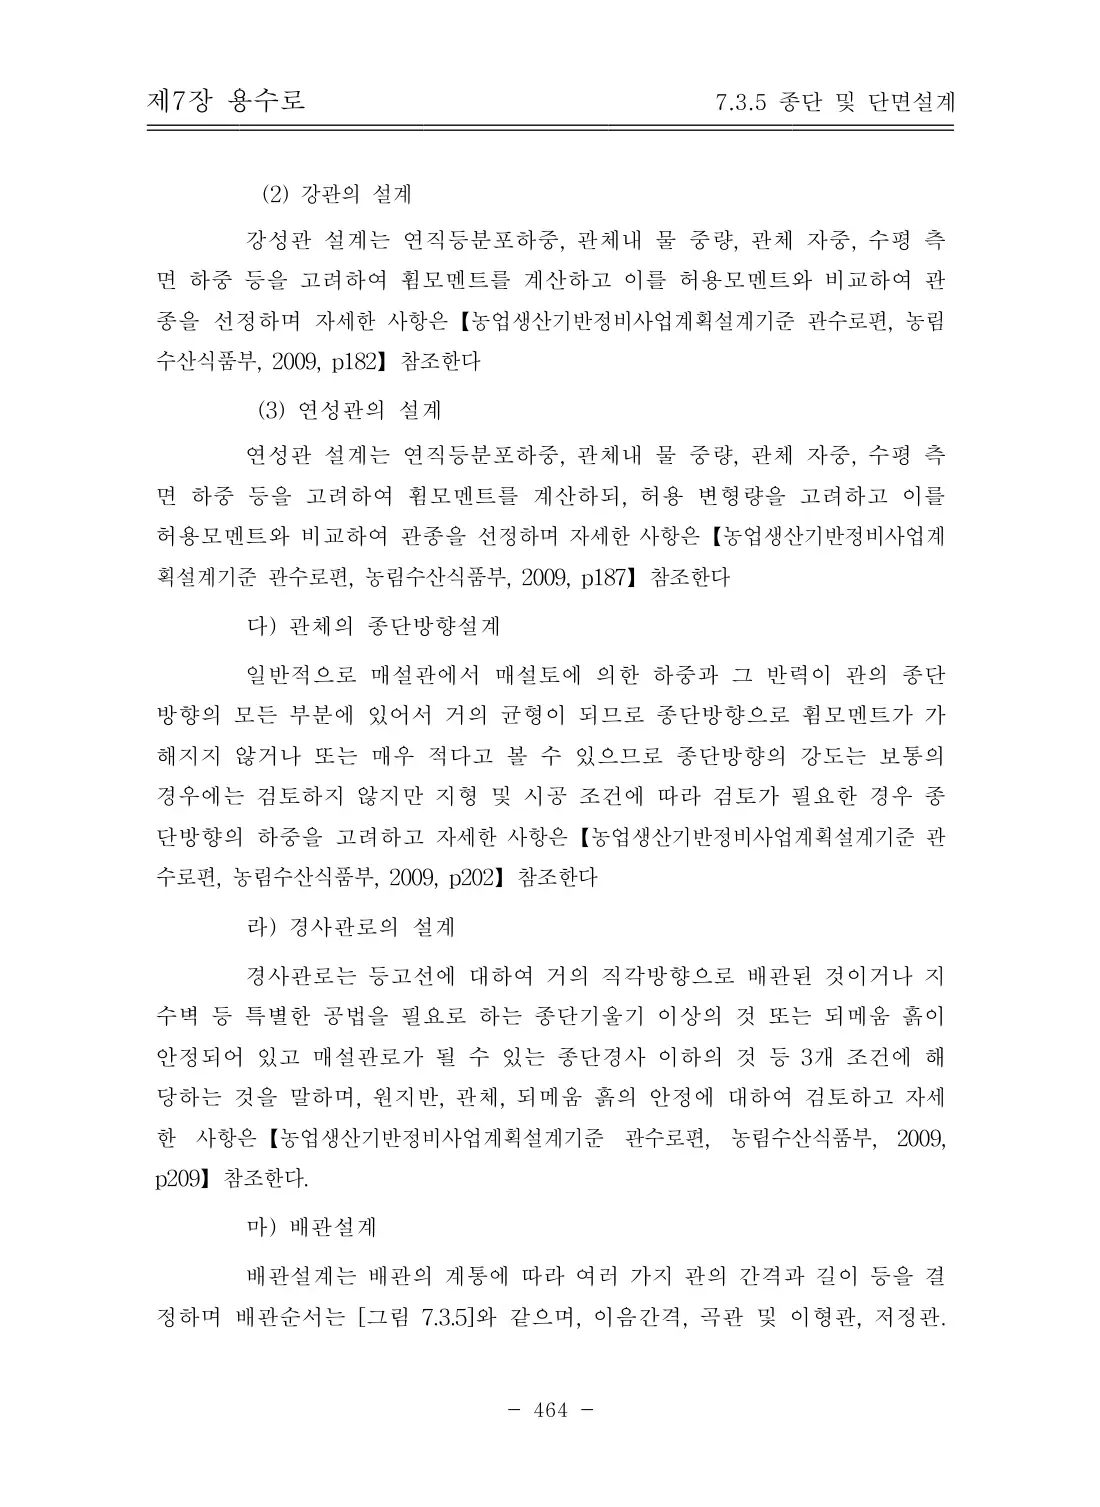 제7장 용수로
7.3.5 종단 및 단면설계
(2) 강관의 설계
강성관 설계는 연직등분포하중, 관체내 물 중량, 관체 자중, 수평 측
면 하중 등을 고려하여 휨모멘트를 계산하고 이를 허용모멘트와 비교하여 관
종을 선정하며 자세한 사항은【농업생산기반정비사업계획설계기준 관수로편, 농림
수산식품부, 2009, p182】참조한다
(3) 연성관의 설계
연성관 설계는 연직등분포하중, 관체내 물 중량, 관체 자중, 수평 측
면 하중 등을 고려하여 휨모멘트를 계산하되, 허용 변형량을 고려하고 이를
허용모멘트와 비교하여 관종을 선정하며 자세한 사항은【농업생산기반정비사업계
획설계기준 관수로편, 농림수산식품부, 2009, p187】참조한다
다) 관체의 종단방향설계
일반적으로 매설관에서 매설토에 의한 하중과 그 반력이 관의 종단
방향의 모든 부분에 있어서 거의 균형이 되므로 종단방향으로 휨모멘트가 가
해지지 않거나 또는 매우 적다고 볼 수 있으므로 종단방향의 강도는 보통의
경우에는 검토하지 않지만 지형 및 시공 조건에 따라 검토가 필요한 경우 종
단방향의 하중을 고려하고 자세한 사항은【농업생산기반정비사업계획설계기준 관
수로편, 농림수산식품부, 2009, p202】참조한다
라) 경사관로의 설계
경사관로는 등고선에 대하여 거의 직각방향으로 배관된 것이거나 지
수벽 등 특별한 공법을 필요로 하는 종단기울기 이상의 것 또는 되메움 흙이
안정되어 있고 매설관로가 될 수 있는 종단경사 이하의 것 등 3개 조건에 해
당하는 것을 말하며, 원지반, 관체, 되메움 흙의 안정에 대하여 검토하고 자세
한 사항은【농업생산기반정비사업계획설계기준 관수로편, 농림수산식품부, 2009,
p209】참조한다.
마) 배관설계
배관설계는 배관의 계통에 따라 여러 가지 관의 간격과 길이 등을 결
정하며 배관순서는 [그림 7.3.5]와 같으며, 이음간격, 곡관 및 이형관, 저정관.
- 464 -